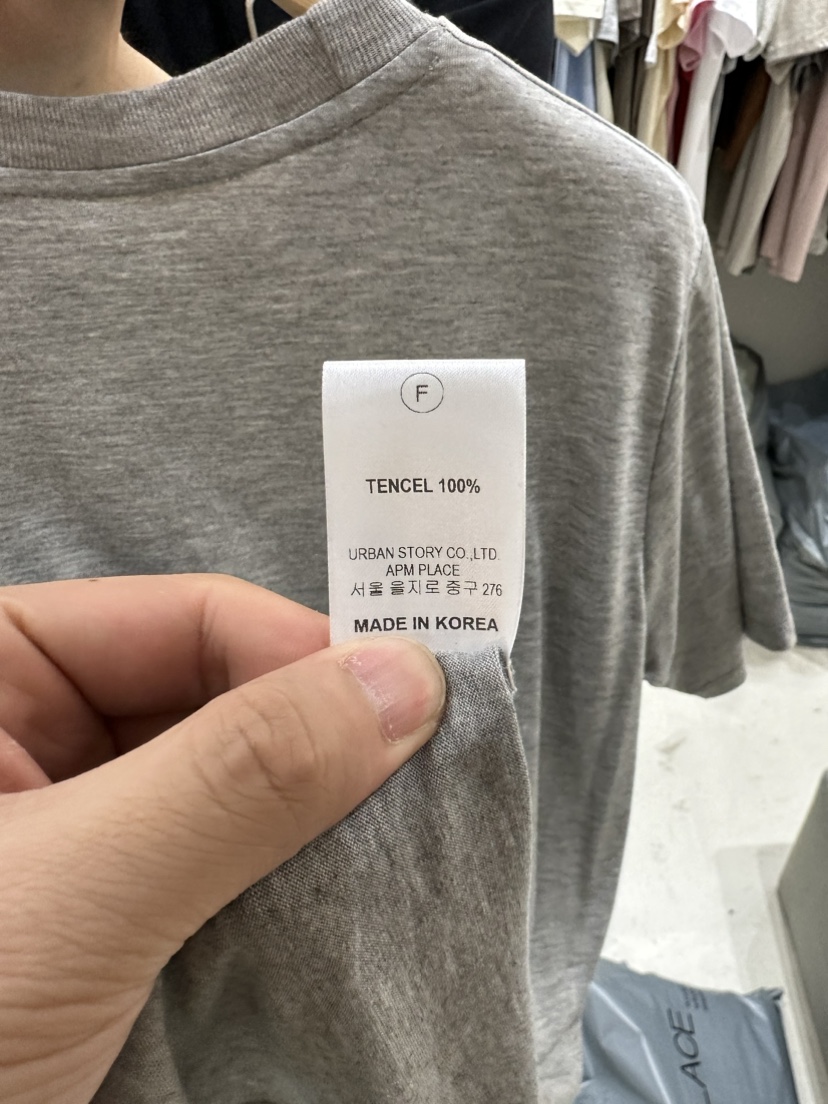 F
TENCEL 100%
URBAN STORY CO.,LTD.
APM PLACE
서울 을지로 중구 276
MADE IN KOREA
LACE